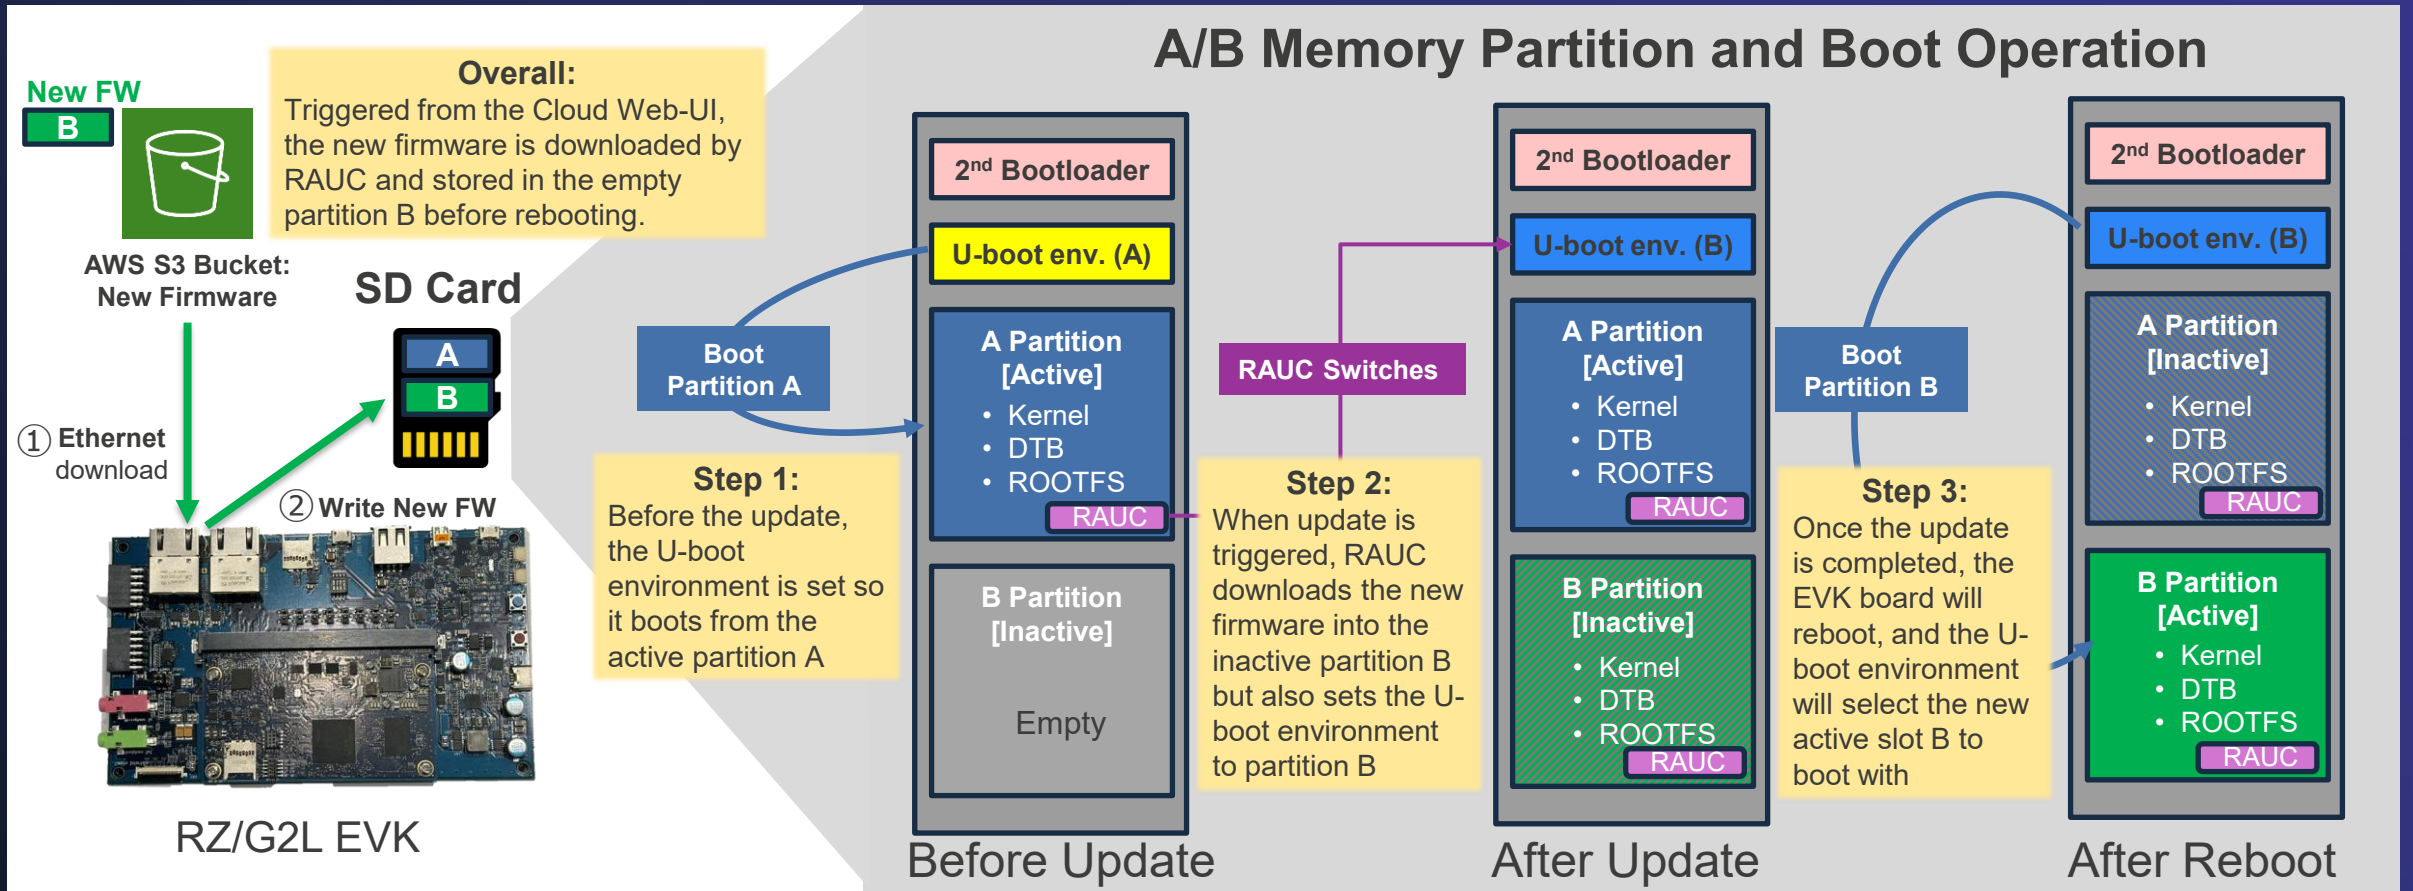 A/B Memory Partition and Boot Operation
New FW
B
Overall:
Triggered from the Cloud Web-UI,
the new firmware is downloaded by
RAUC and stored in the empty
partition B before rebooting.
AWS S3 Bucket:
New Firmware
SD Card
A
B
① Ethernet
download
② Write New FW
RZ/G2L EVK
Boot
Partition A
Step 1:
Before the update,
the U-boot
environment is set so
it boots from the
active partition A
2nd Bootloader
U-boot env. (A)
A Partition
[Active]
• Kernel
• DTB
• ROOTFS
RAUC
B Partition
[Inactive]
Empty
Before Update
RAUC Switches
Step 2:
When update is
triggered, RAUC
downloads the new
firmware into the
inactive partition B
but also sets the U-
boot environment
to partition B
2nd Bootloader
U-boot env. (B)
A Partition
[Active]
• Kernel
• DTB
• ROOTFS
RAUC
B Partition
[Inactive]
• Kernel
• DTB
• ROOTFS
RAUC
After Update
Boot
Partition B
Step 3:
Once the update
is completed, the
EVK board will
reboot, and the U-
boot environment
will select the new
active slot B to
boot with
2nd Bootloader
U-boot env. (B)
A Partition
[Inactive]
• Kernel
• DTB
• ROOTFS
RAUC
B Partition
[Active]
• Kernel
• DTB
• ROOTFS
RAUC
After Reboot